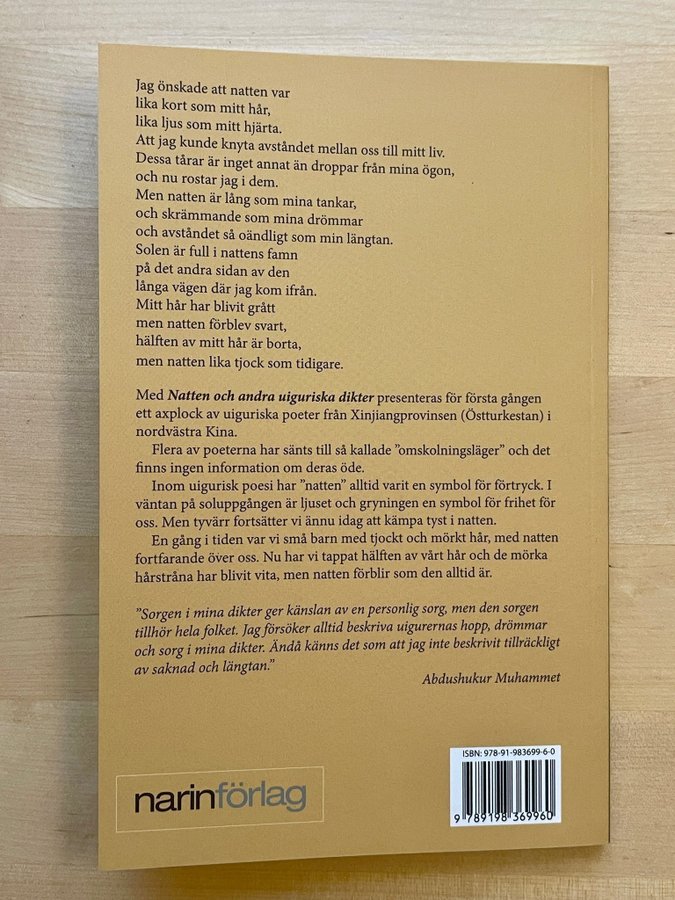 Jag önskade att natten var
lika kort som mitt hår,
lika ljus som mitt hjärta.
Att jag kunde knyta avståndet mellan oss till mitt liv.
Dessa tårar är inget annat än droppar från mina ögon,
och nu rostar jag i dem.
Men natten är lång som mina tankar,
och skrämmande som mina drömmar
och avståndet så oändligt som min längtan.
Solen är full i nattens famn
på det andra sidan av den
långa vägen där jag kom ifrån.
Mitt hår har blivit grått
men natten förblev svart,
hälften av mitt hår är borta,
men natten lika tjock som tidigare.
Med Natten och andra uiguriska dikter presenteras för första gången
ett axplock av uiguriska poeter från Xinjiangprovinsen (Östturkestan) i
nordvästra Kina.
Flera av poeterna har sänts till så kallade ”omskolningsläger” och det
finns ingen information om deras öde.
Inom uigurisk poesi har ”natten” alltid varit en symbol för förtryck. I
väntan på soluppgången är ljuset och gryningen en symbol för frihet för
oss. Men tyvärr fortsätter vi ännu idag att kämpa tyst i natten.
En gång i tiden var vi små barn med tjockt och mörkt hår, med natten
fortfarande över oss. Nu har vi tappat hälften av vårt hår och de mörka
hårstråna har blivit vita, men natten förblir som den alltid är.
”Sorgen i mina dikter ger känslan av en personlig sorg, men den sorgen
tillhör hela folket. Jag försöker alltid beskriva uigurernas hopp, drömmar
och sorg i mina dikter. Ändå känns det som att jag inte beskrivit tillräckligt
av saknad och längtan.”
Abdushukur Muhammet
ISBN: 978-91-983699-6-0
9 789198 369960
narinförlag